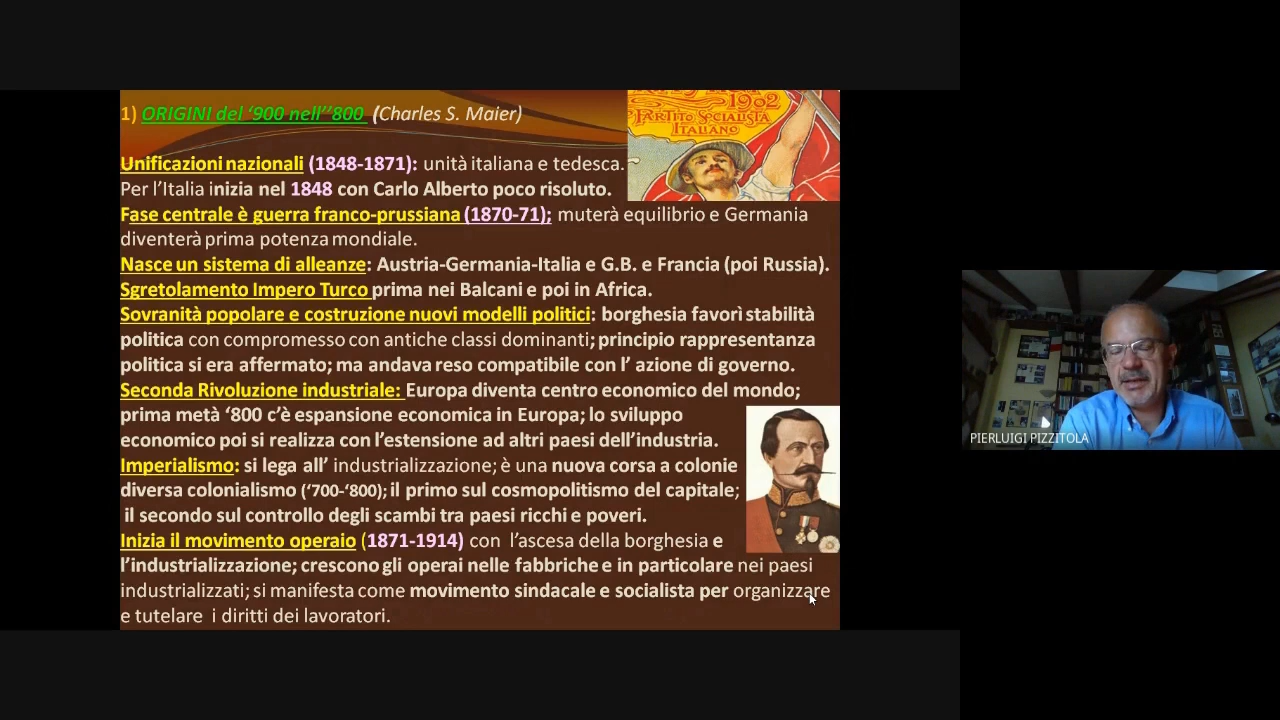 1) ORIGINI del ‘900 nell’’800 (Charles S. Maier)
1902
PARTITO SOCIALISTA
ITALIANO
Unificazioni nazionali (1848-1871): unità italiana e tedesca.
Per l’Italia inizia nel 1848 con Carlo Alberto poco risoluto.
Fase centrale è guerra franco-prussiana (1870-71); muterà equilibrio e Germania
diventerà prima potenza mondiale.
Nasce un sistema di alleanze: Austria-Germania-Italia e G.B. e Francia (poi Russia).
Sgretolamento Impero Turco prima nei Balcani e poi in Africa.
Sovranità popolare e costruzione nuovi modelli politici: borghesia favorì stabilità
politica con compromesso con antiche classi dominanti; principio rappresentanza
politica si era affermato; ma andava reso compatibile con l’ azione di governo.
Seconda Rivoluzione industriale: Europa diventa centro economico del mondo;
prima metà ‘800 c’è espansione economica in Europa; lo sviluppo
economico poi si realizza con l’estensione ad altri paesi dell’industria.
Imperialismo: si lega all’ industrializzazione; è una nuova corsa a colonie
diversa colonialismo (‘700-‘800); il primo sul cosmopolitismo del capitale;
il secondo sul controllo degli scambi tra paesi ricchi e poveri.
Inizia il movimento operaio (1871-1914) con l’ascesa della borghesia e
l’industrializzazione; crescono gli operai nelle fabbriche e in particolare nei paesi
industrializzati; si manifesta come movimento sindacale e socialista per organizzare
e tutelare i diritti dei lavoratori.
PIERLUIGI PIZZITOLA